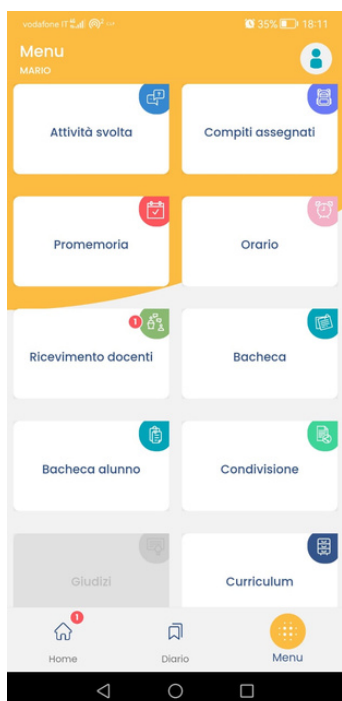 vodafone IT 35% 18:11
Menu
MARIO
Attività svolta
Compiti assegnati
Promemoria
Orario
1
Ricevimento docenti
Bacheca
Bacheca alunno
Condivisione
Giudizi
Curriculum
1
Home
Diario
Menu